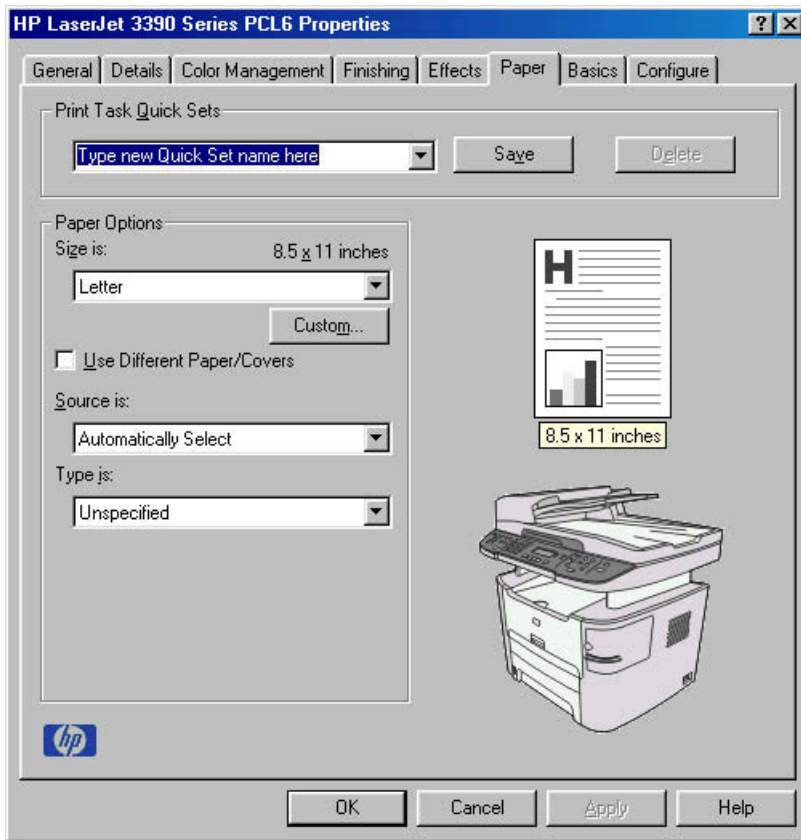 HP LaserJet 3390 Series PCL6 Properties
General Details Color Management Finishing Effects Paper Basics Configure
Print Task Quick Sets
Type new Quick Set name here Save Delete
Paper Options
Size is: 8.5 x 11 inches
Letter
Custom...
Use Different Paper/Covers
Source is:
Automatically Select
Type is:
Unspecified
H
8.5 x 11 inches
hp
OK Cancel Apply Help